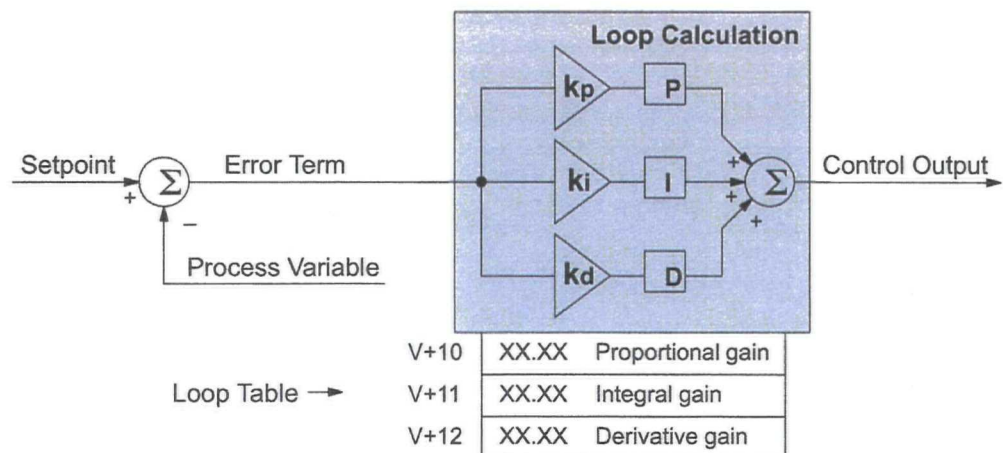 Loop Calculation
kp P
Setpoint Error Term Control Output
Σ ki I Σ
+ + + +
−
Process Variable
kd D
V+10 XX.XX Proportional gain
Loop Table V+11 XX.XX Integral gain
V+12 XX.XX Derivative gain